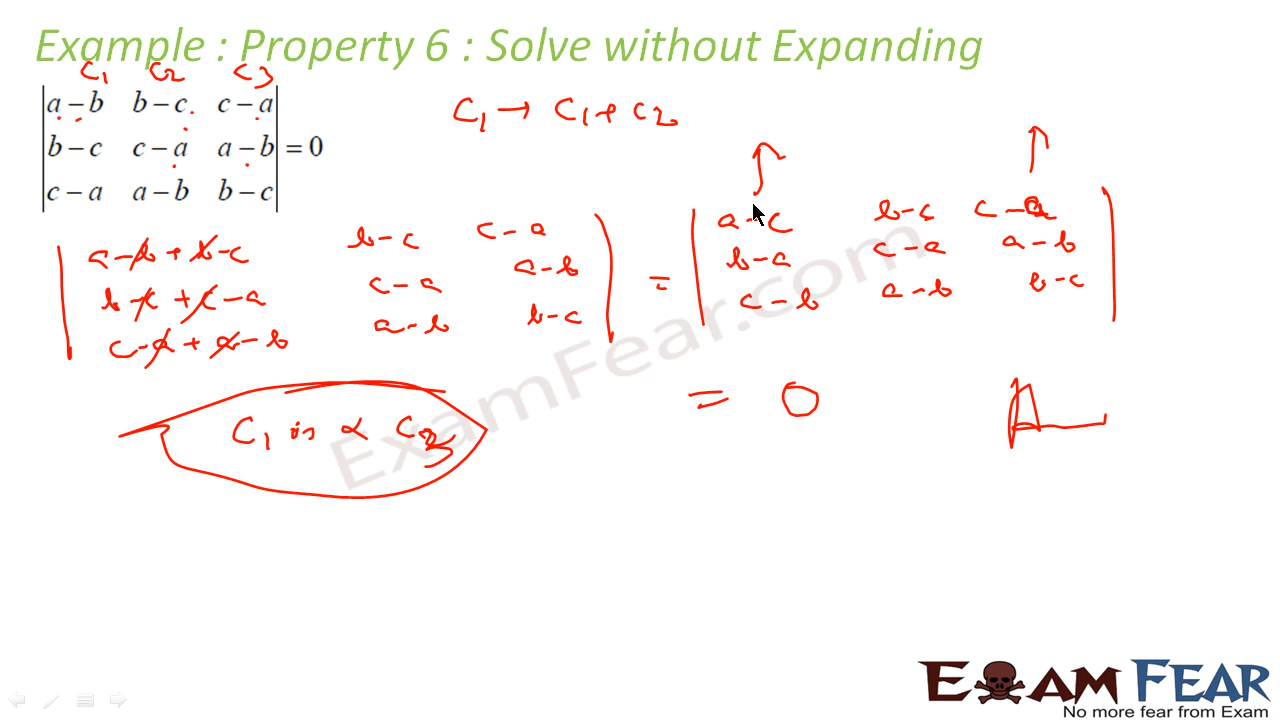 Example : Property 6 : Solve without Expanding
C1 C2 C3
a − b b − c c − a
b − c c − a a − b = 0
c − a a − b b − c
C1 → C1 + C2
a - b + b - c b - c c - a
b - c + c - a c - a a - b
c - a + a - b a - b b - c
= a - c b - c c - a
b - a c - a a - b
c - b a - b b - c
= 0
C1 is ∝ C3
ExamFear.com
EXAM FEAR
No more fear from Exam